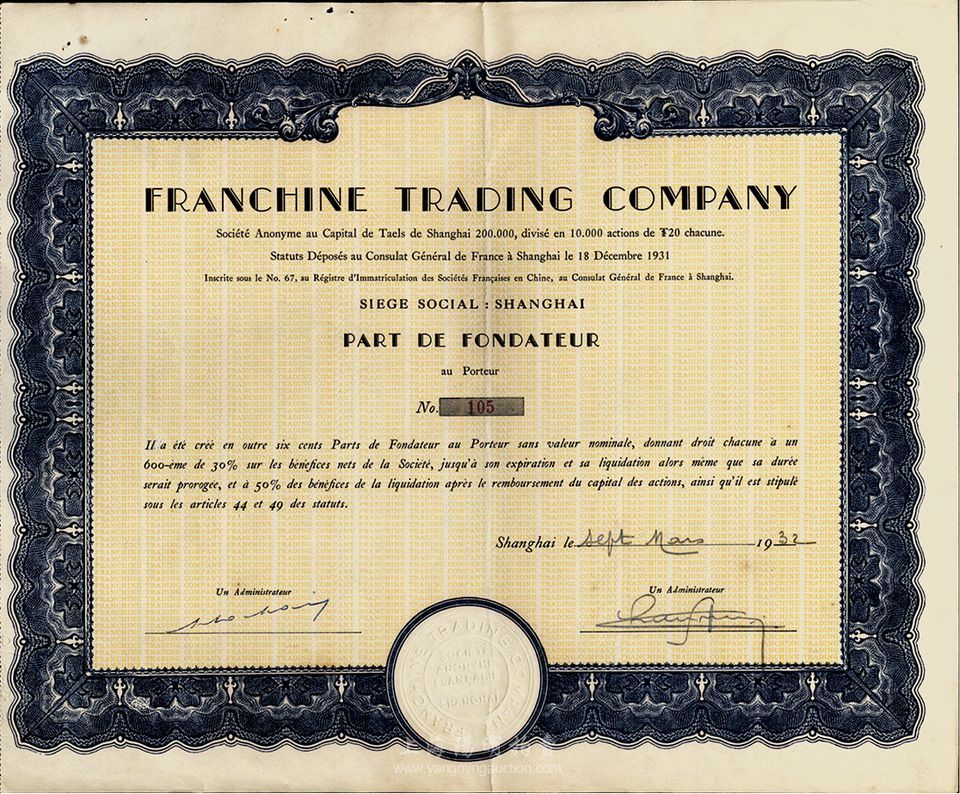 FRANCHINE TRADING COMPANY
Société Anonyme au Capital de Taels de Shanghai 200.000, divisé en 10.000 actions de ₮20 chacune.
Statuts Déposés au Consulat Général de France à Shanghai le 18 Décembre 1931
Inscrite sous le No. 67, au Régistre d'Immatriculation des Sociétés Françaises en Chine, au Consulat Général de France à Shanghai.
SIEGE SOCIAL : SHANGHAI
PART DE FONDATEUR
au Porteur
No. 105
Il a été créé en outre six cents Parts de Fondateur au Porteur sans valeur nominale, donnant droit chacune à un
600-ème de 30% sur les bénéfices nets de la Société, jusqu'à son expiration et sa liquidation alors même que sa durée
serait prorogée, et à 50% des bénéfices de la liquidation après le remboursement du capital des actions, ainsi qu'il est stipulé
sous les articles 44 et 49 des statuts.
Shanghai le Sept Mars 1932
Un Administrateur
Un Administrateur
FRANCHINE TRADING COMPANY
SOCIÉTÉ
ANONYME
FRANÇAISE
SHANGHAI
www.yangmingauction.com